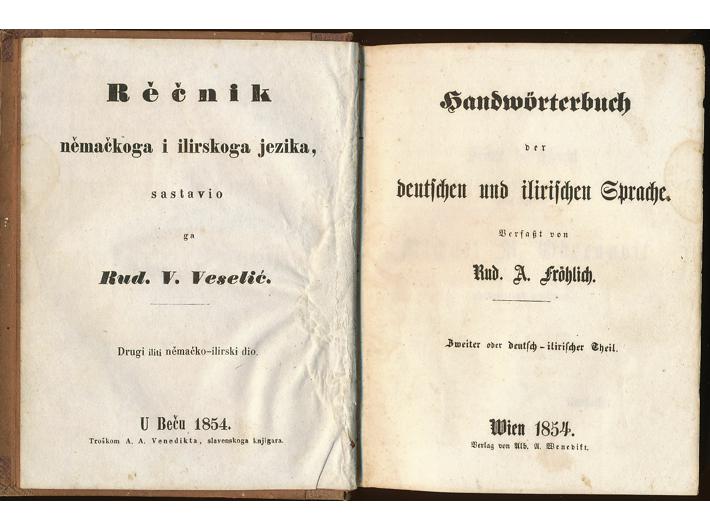 Rěčnik
němačkoga i ilirskoga jezika,
sastavio
ga
Rud. V. Veselić.
Drugi iliti němačko-ilirski dio.
U Beču 1854.
Troškom A. A. Venedikta, slavenskoga knjigara.
Handwörterbuch
der
deutschen und ilirischen Sprache.
Verfaßt von
Rud. A. Fröhlich.
Zweiter oder deutsch-ilirischer Theil.
Wien 1854.
Verlag von Alb. A. Wenedikt.